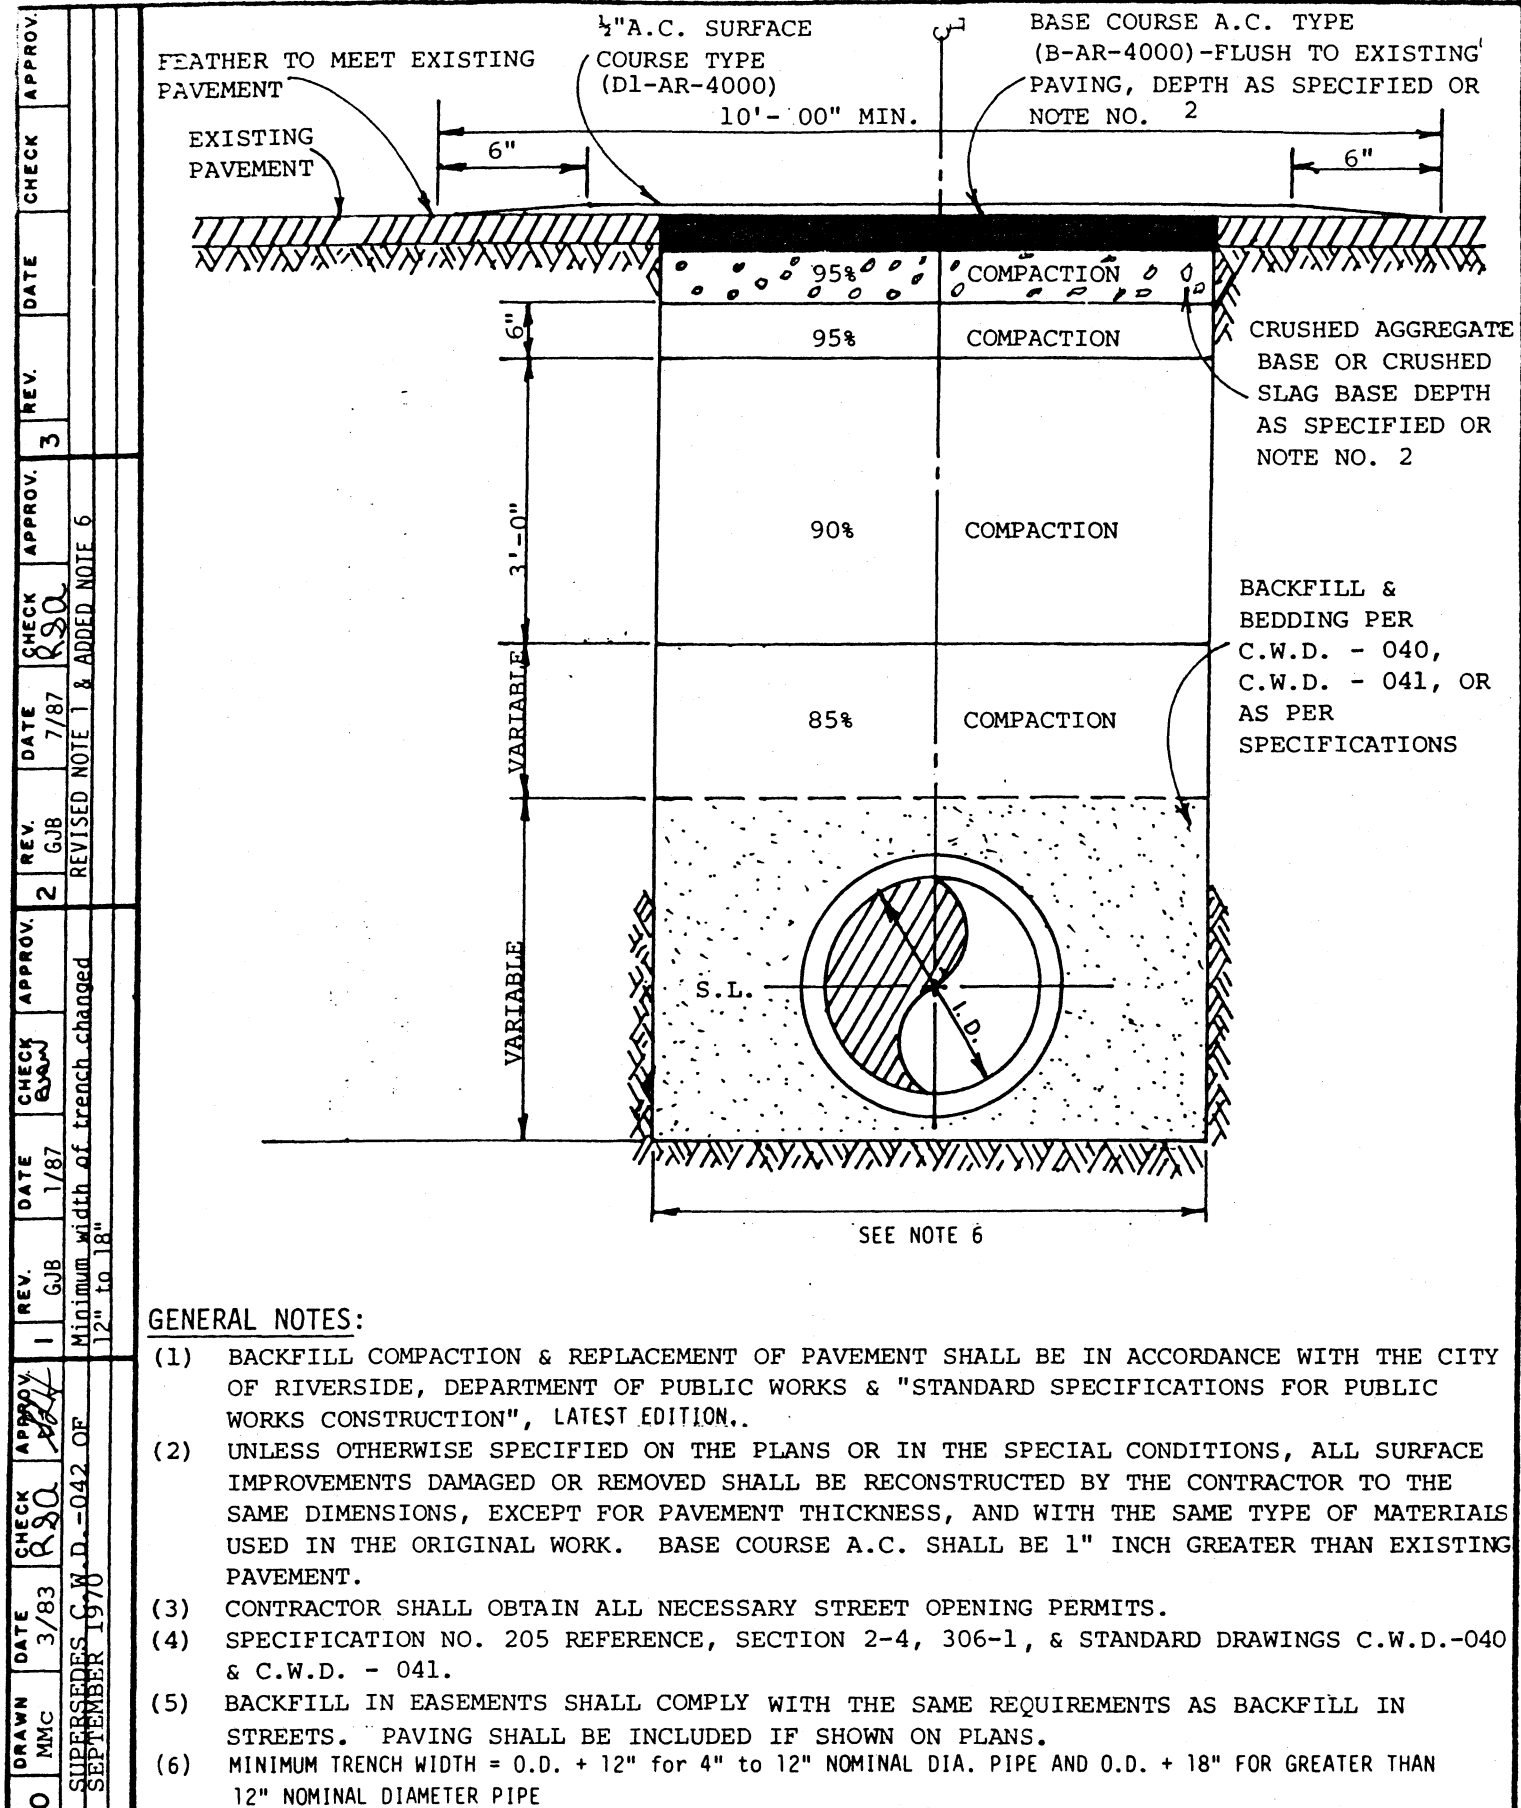 FEATHER TO MEET EXISTING
PAVEMENT
EXISTING
PAVEMENT
½"A.C. SURFACE
COURSE TYPE
(D1-AR-4000)
10'- 00" MIN.
6"
6"
BASE COURSE A.C. TYPE
(B-AR-4000)-FLUSH TO EXISTING
PAVING, DEPTH AS SPECIFIED OR
NOTE NO. 2
95% COMPACTION
6"
95% COMPACTION
CRUSHED AGGREGATE
BASE OR CRUSHED
SLAG BASE DEPTH
AS SPECIFIED OR
NOTE NO. 2
3'-0"
90% COMPACTION
VARIABLE
85% COMPACTION
BACKFILL &
BEDDING PER
C.W.D. - 040,
C.W.D. - 041, OR
AS PER
SPECIFICATIONS
VARIABLE
S.L.
I.D.
SEE NOTE 6
GENERAL NOTES:
(1) BACKFILL COMPACTION & REPLACEMENT OF PAVEMENT SHALL BE IN ACCORDANCE WITH THE CITY
OF RIVERSIDE, DEPARTMENT OF PUBLIC WORKS & "STANDARD SPECIFICATIONS FOR PUBLIC
WORKS CONSTRUCTION", LATEST EDITION..
(2) UNLESS OTHERWISE SPECIFIED ON THE PLANS OR IN THE SPECIAL CONDITIONS, ALL SURFACE
IMPROVEMENTS DAMAGED OR REMOVED SHALL BE RECONSTRUCTED BY THE CONTRACTOR TO THE
SAME DIMENSIONS, EXCEPT FOR PAVEMENT THICKNESS, AND WITH THE SAME TYPE OF MATERIALS
USED IN THE ORIGINAL WORK. BASE COURSE A.C. SHALL BE 1" INCH GREATER THAN EXISTING
PAVEMENT.
(3) CONTRACTOR SHALL OBTAIN ALL NECESSARY STREET OPENING PERMITS.
(4) SPECIFICATION NO. 205 REFERENCE, SECTION 2-4, 306-1, & STANDARD DRAWINGS C.W.D.-040
& C.W.D. - 041.
(5) BACKFILL IN EASEMENTS SHALL COMPLY WITH THE SAME REQUIREMENTS AS BACKFILL IN
STREETS. PAVING SHALL BE INCLUDED IF SHOWN ON PLANS.
(6) MINIMUM TRENCH WIDTH = O.D. + 12" for 4" to 12" NOMINAL DIA. PIPE AND O.D. + 18" FOR GREATER THAN
12" NOMINAL DIAMETER PIPE
0 DRAWN MMc DATE 3/83 CHECK RSA APPROV.
SUPERSEDES C.W.D.-042 OF
SEPTEMBER 1970
1 REV. GJB DATE 1/87 CHECK BAW APPROV.
Minimum width of trench changed
12" to 18"
2 REV. GJB DATE 7/87 CHECK RSA APPROV.
REVISED NOTE 1 & ADDED NOTE 6
3 REV. DATE CHECK APPROV.